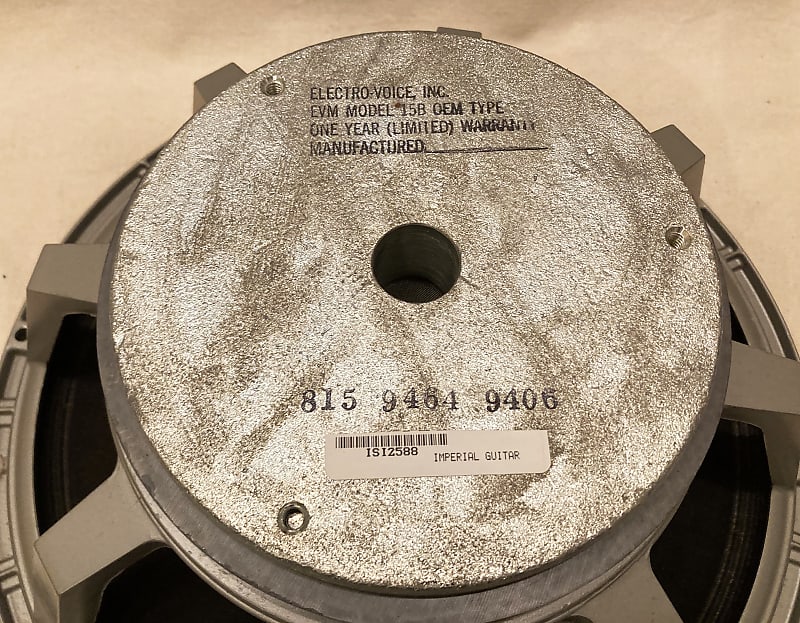 ELECTRO-VOICE, INC.
EVM MODEL 15B OEM TYPE
ONE YEAR (LIMITED) WARRANTY
MANUFACTURED
815 9464 9406
ISI2588 IMPERIAL GUITAR